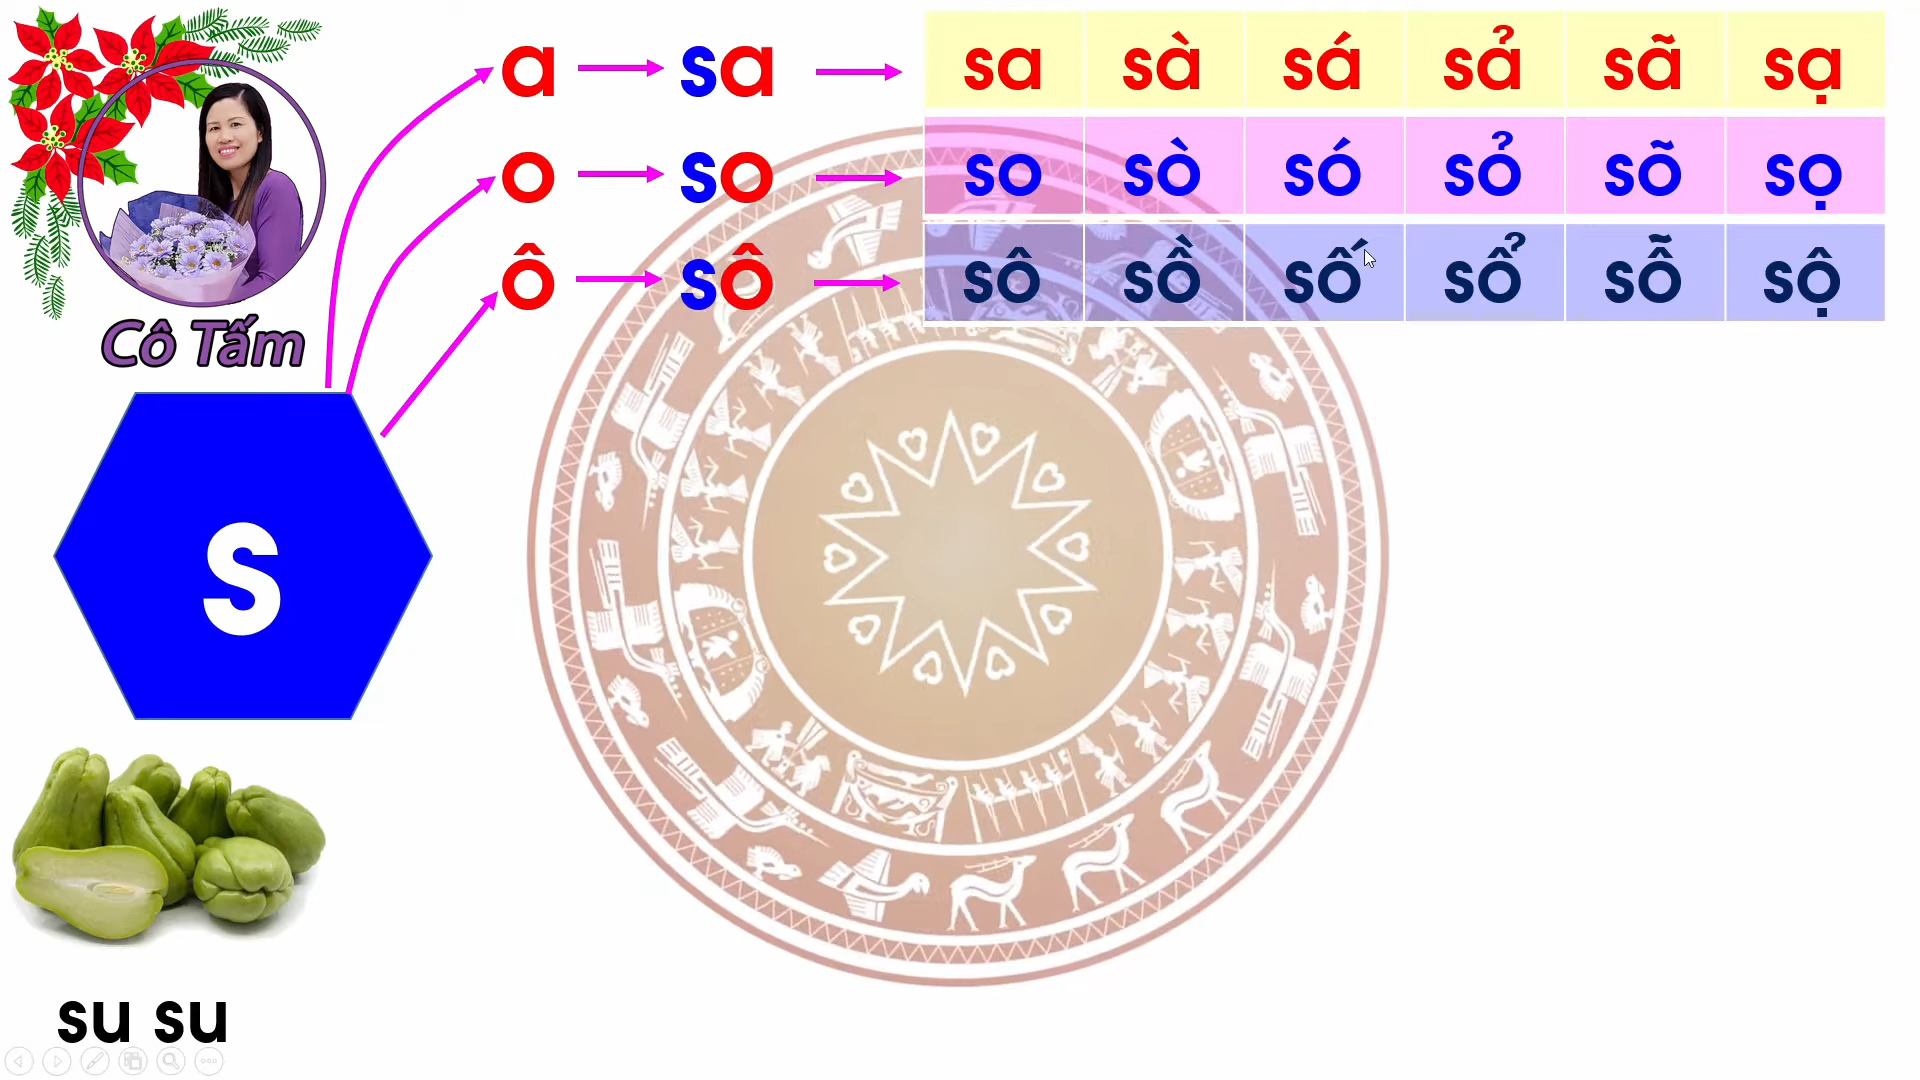 a sa sa sà sá sả sã sạ
o so so sò só sỏ sõ sọ
ô sô sô sồ số sổ sỗ sộ
Cô Tấm
s
su su